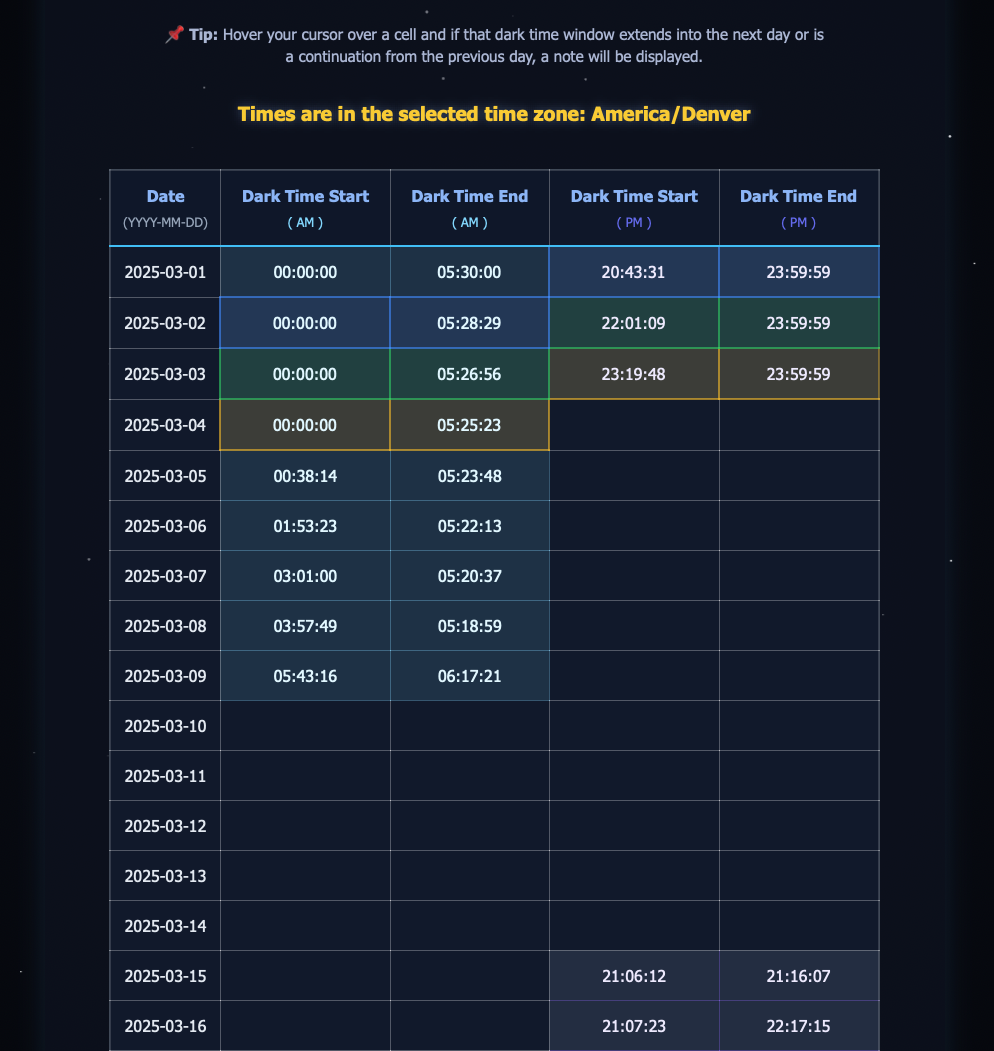 📌 Tip: Hover your cursor over a cell and if that dark time window extends into the next day or is
a continuation from the previous day, a note will be displayed.
Times are in the selected time zone: America/Denver
Date Dark Time Start Dark Time End Dark Time Start Dark Time End
(YYYY-MM-DD) ( AM ) ( AM ) ( PM ) ( PM )
2025-03-01 00:00:00 05:30:00 20:43:31 23:59:59
2025-03-02 00:00:00 05:28:29 22:01:09 23:59:59
2025-03-03 00:00:00 05:26:56 23:19:48 23:59:59
2025-03-04 00:00:00 05:25:23
2025-03-05 00:38:14 05:23:48
2025-03-06 01:53:23 05:22:13
2025-03-07 03:01:00 05:20:37
2025-03-08 03:57:49 05:18:59
2025-03-09 05:43:16 06:17:21
2025-03-10
2025-03-11
2025-03-12
2025-03-13
2025-03-14
2025-03-15 21:06:12 21:16:07
2025-03-16 21:07:23 22:17:15